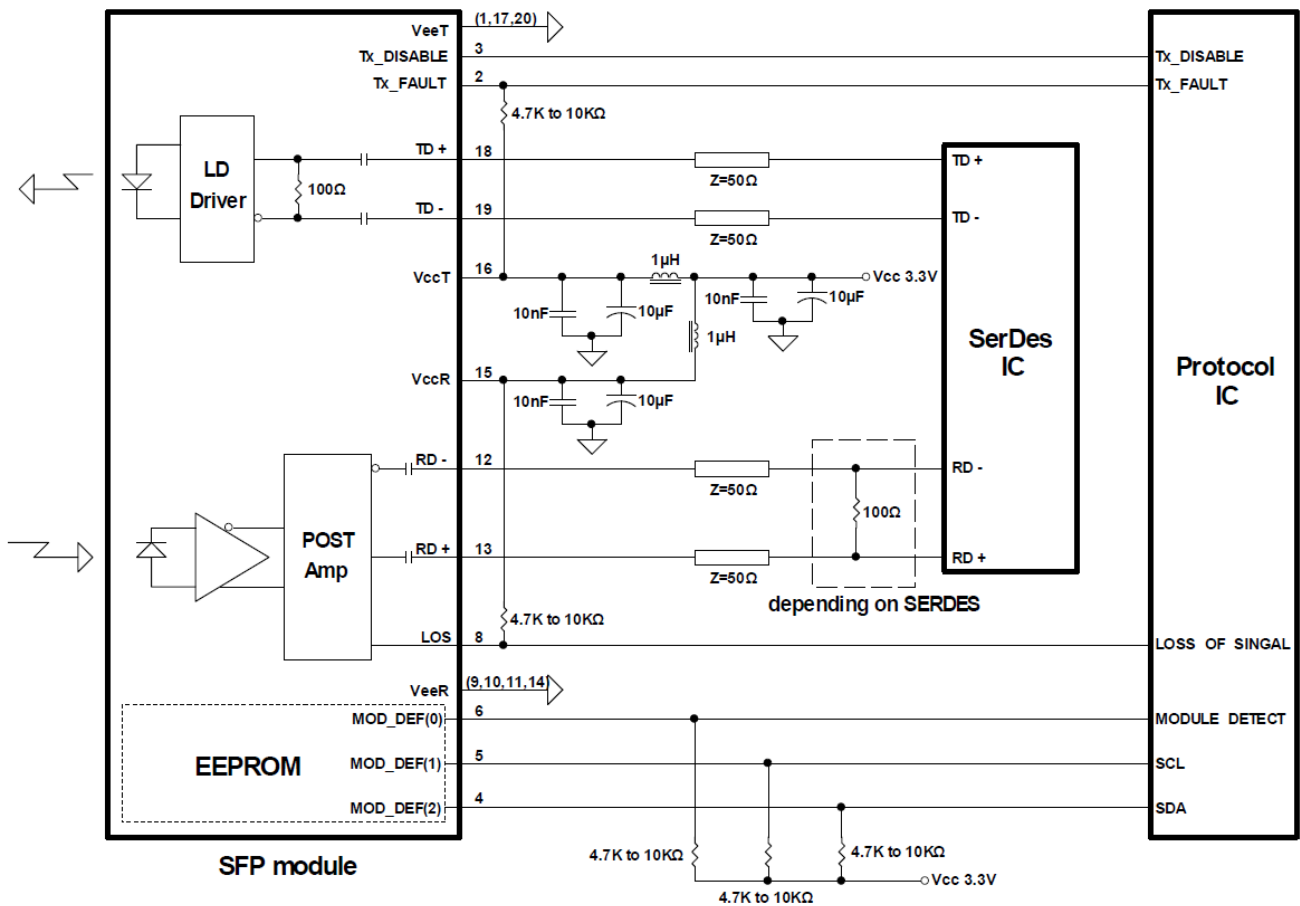 VeeT
(1,17,20)
Tx_DISABLE
3
Tx_DISABLE
Tx_FAULT
2
Tx_FAULT
4.7K to 10KΩ
LD
Driver
100Ω
TD +
18
Z=50Ω
TD +
TD -
19
Z=50Ω
TD -
VccT
16
1µH
Vcc 3.3V
10nF
10µF
10nF
10µF
1µH
SerDes
IC
Protocol
IC
VccR
15
10nF
10µF
RD -
12
Z=50Ω
RD -
100Ω
POST
Amp
RD +
13
Z=50Ω
RD +
depending on SERDES
4.7K to 10KΩ
LOS
8
LOSS OF SINGAL
VeeR
(9,10,11,14)
MOD_DEF(0)
6
MODULE DETECT
EEPROM
MOD_DEF(1)
5
SCL
MOD_DEF(2)
4
SDA
SFP module
4.7K to 10KΩ
4.7K to 10KΩ
4.7K to 10KΩ
Vcc 3.3V